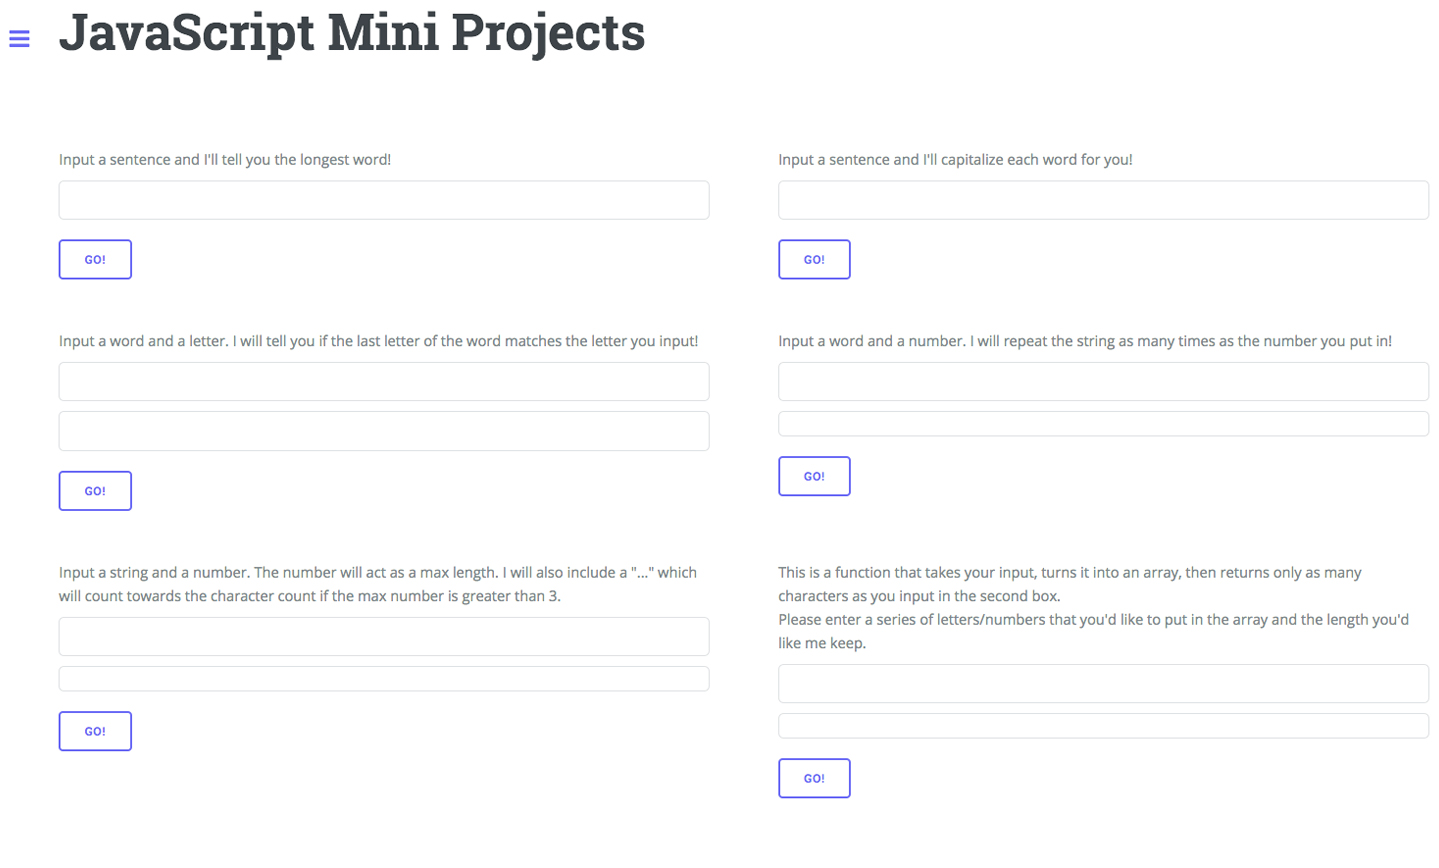 JavaScript Mini Projects
Input a sentence and I'll tell you the longest word!
GO!
Input a sentence and I'll capitalize each word for you!
GO!
Input a word and a letter. I will tell you if the last letter of the word matches the letter you input!
GO!
Input a word and a number. I will repeat the string as many times as the number you put in!
GO!
Input a string and a number. The number will act as a max length. I will also include a "..." which
will count towards the character count if the max number is greater than 3.
GO!
This is a function that takes your input, turns it into an array, then returns only as many
characters as you input in the second box.
Please enter a series of letters/numbers that you'd like to put in the array and the length you'd
like me keep.
GO!